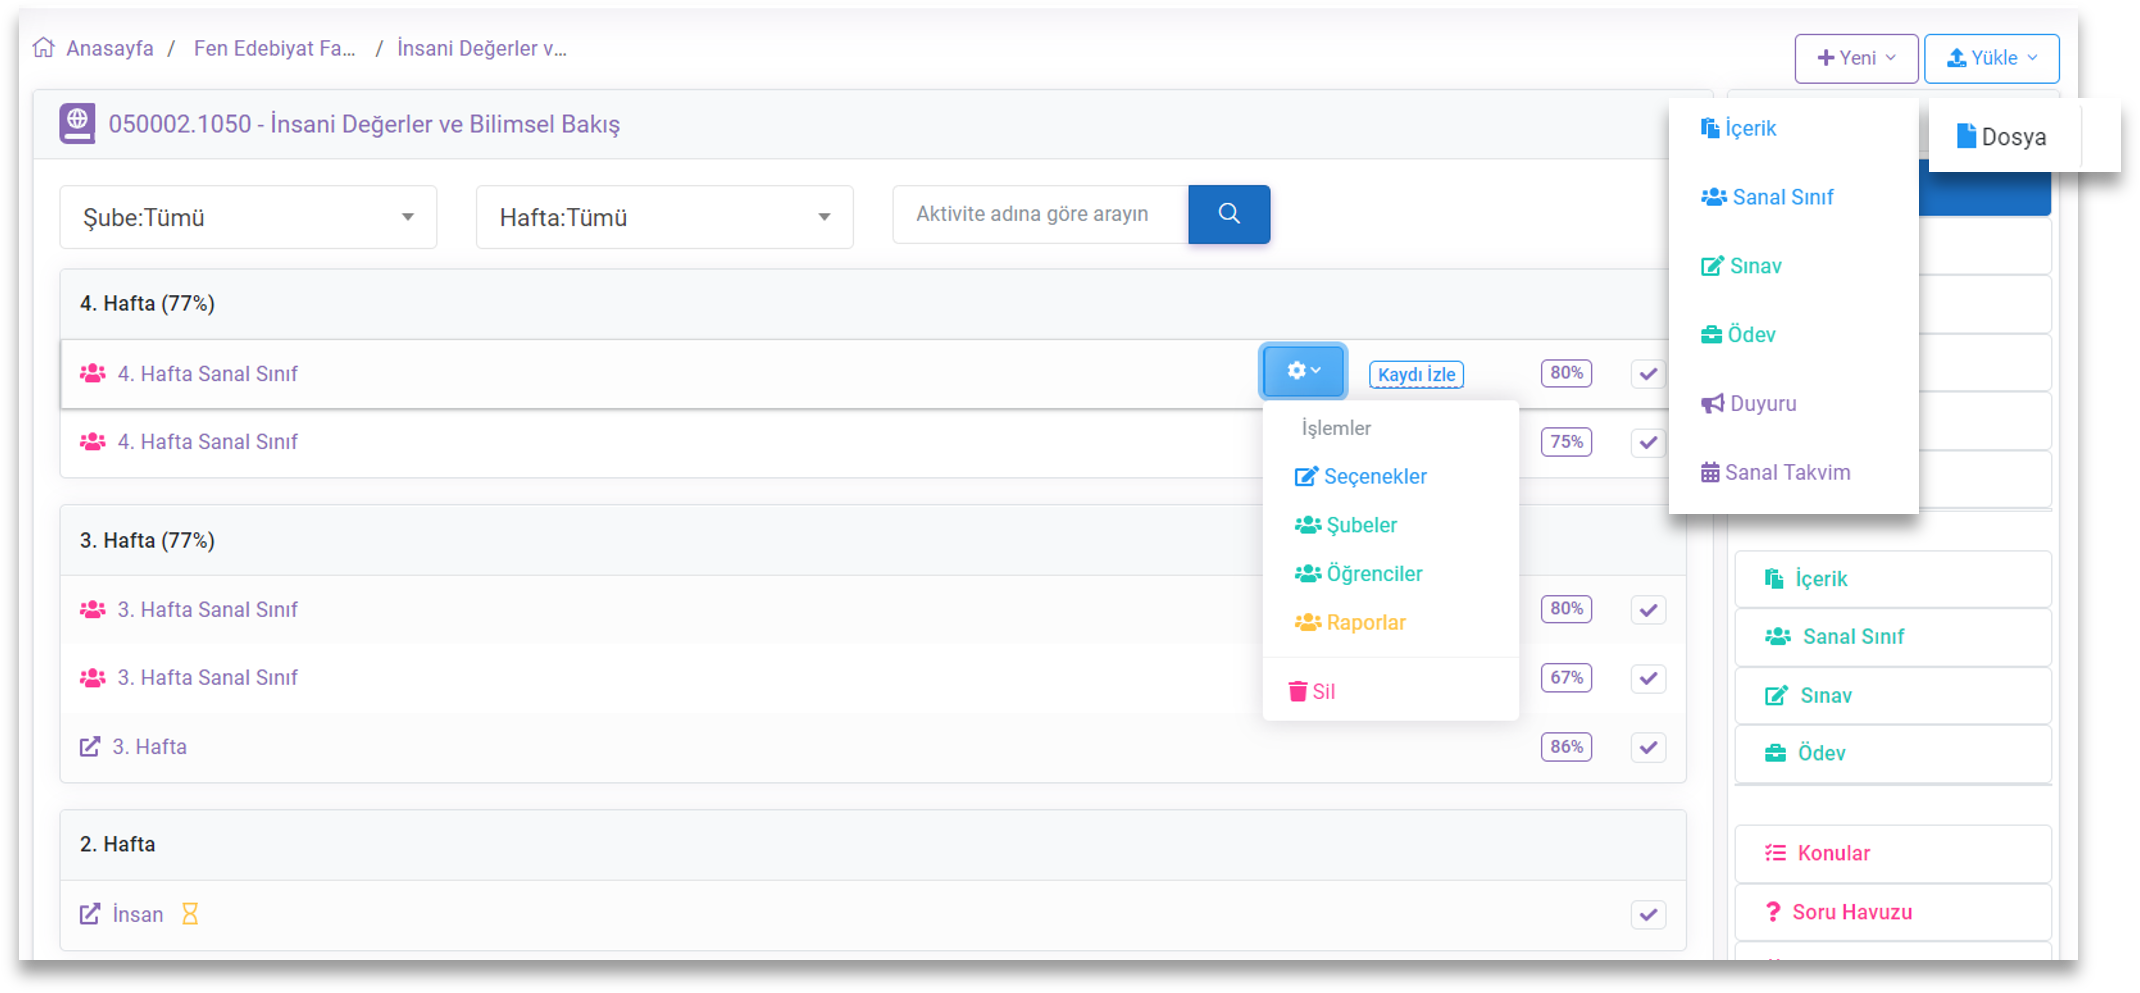 Anasayfa / Fen Edebiyat Fa... / İnsani Değerler v...
Yeni
Yükle
050002.1050 - İnsani Değerler ve Bilimsel Bakış
İçerik
Sanal Sınıf
Sınav
Ödev
Duyuru
Sanal Takvim
Dosya
Şube:Tümü
Hafta:Tümü
Aktivite adına göre arayın
4. Hafta (77%)
4. Hafta Sanal Sınıf
Kaydı İzle
80%
4. Hafta Sanal Sınıf
75%
İşlemler
Seçenekler
Şubeler
Öğrenciler
Raporlar
Sil
3. Hafta (77%)
3. Hafta Sanal Sınıf
80%
3. Hafta Sanal Sınıf
67%
3. Hafta
86%
2. Hafta
İnsan
İçerik
Sanal Sınıf
Sınav
Ödev
Konular
Soru Havuzu